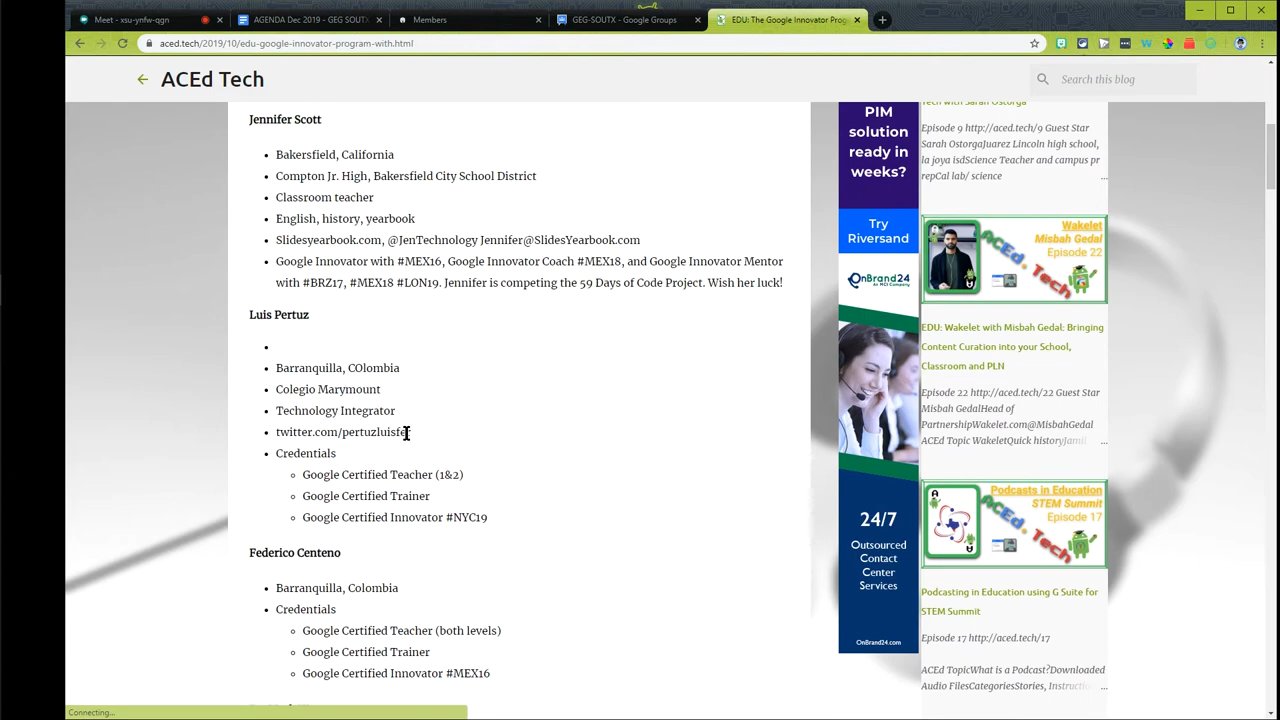 Meet - xsu-ynfw-qgn
AGENDA Dec 2019 - GEG SOUTX
Members
GEG-SOUTX - Google Groups
EDU: The Google Innovator Prog
aced.tech/2019/10/edu-google-innovator-program-with.html
ACEd Tech
Search this blog
Jennifer Scott
Bakersfield, California
Compton Jr. High, Bakersfield City School District
Classroom teacher
English, history, yearbook
Slidesyearbook.com, @JenTechnology Jennifer@SlidesYearbook.com
Google Innovator with #MEX16, Google Innovator Coach #MEX18, and Google Innovator Mentor
with #BRZ17, #MEX18 #LON19. Jennifer is competing the 59 Days of Code Project. Wish her luck!
Luis Pertuz
Barranquilla, COlombia
Colegio Marymount
Technology Integrator
twitter.com/pertuzluisfe
Credentials
Google Certified Teacher (1&2)
Google Certified Trainer
Google Certified Innovator #NYC19
Federico Centeno
Barranquilla, Colombia
Credentials
Google Certified Teacher (both levels)
Google Certified Trainer
Google Certified Innovator #MEX16
PIM
solution
ready in
weeks?
Try
Riversand
OnBrand24
An MCI Company
24/7
Outsourced
Contact
Center
Services
OnBrand24.com
Tech with Sarah Ostorga
Episode 9 http://aced.tech/9 Guest Star
Sarah OstorgaJuarez Lincoln high school,
la joya isdScience Teacher and campus pr
repCal lab/ science
...
Wakelet
Misbah Gedal
Episode 22
ACEd. Tech
EDU: Wakelet with Misbah Gedal: Bringing
Content Curation into your School,
Classroom and PLN
Episode 22 http://aced.tech/22 Guest Star
Misbah GedalHead of
PartnershipWakelet.com@MisbahGedal
ACEd Topic WakeletQuick historyJamil
...
Podcasts in Education
STEM Summit
Episode 17
ACEd. Tech
Podcasting in Education using G Suite for
STEM Summit
Episode 17 http://aced.tech/17
ACEd TopicWhat is a Podcast?Downloaded
Audio FilesCategoriesStories, Instructio
...
Connecting...